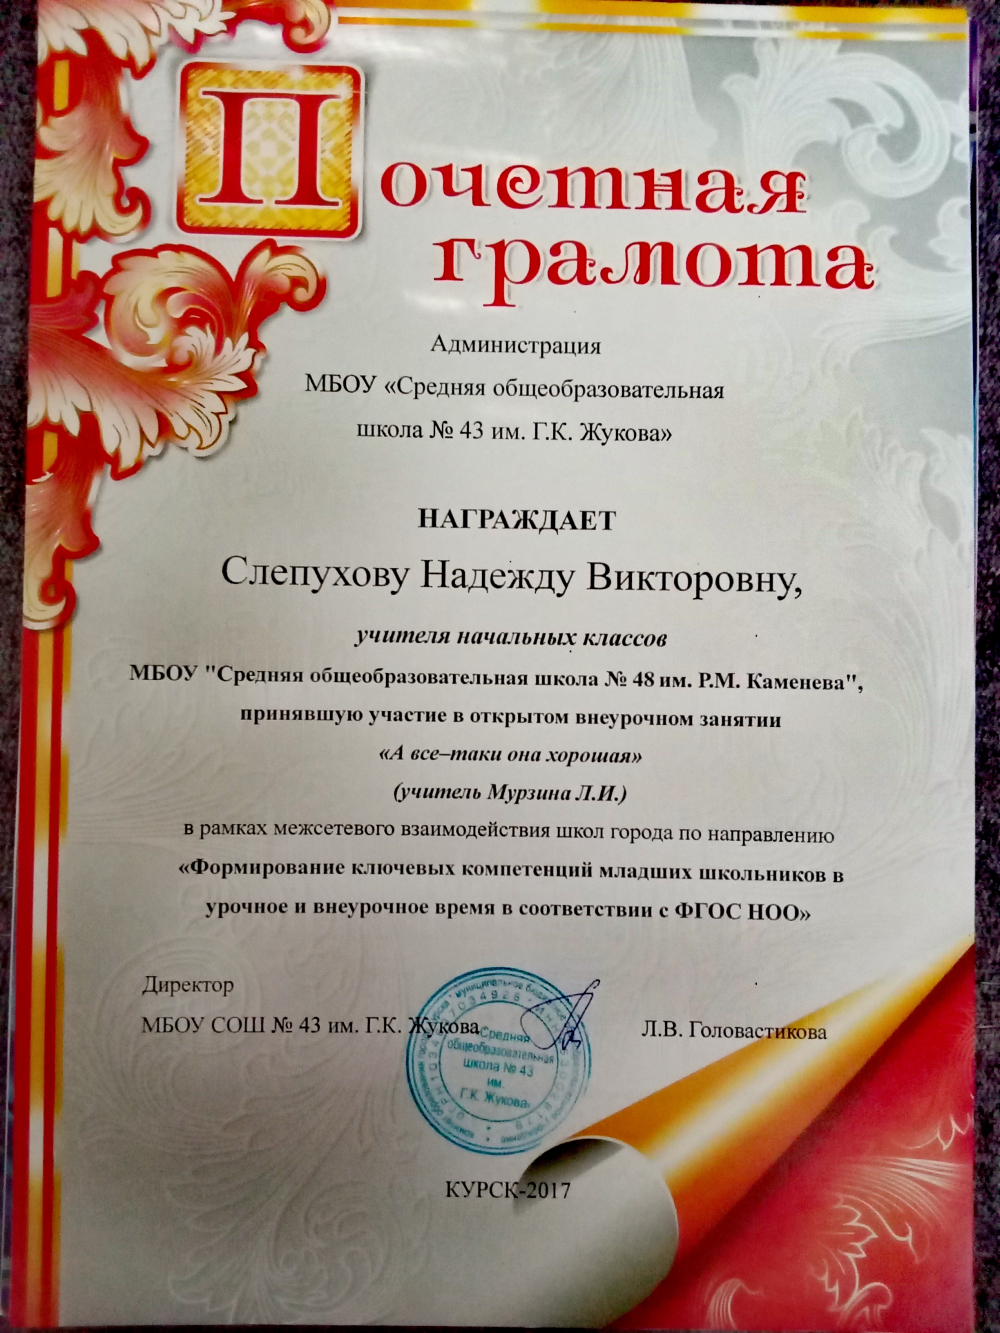 Почетная
грамота
Администрация
МБОУ «Средняя общеобразовательная
школа № 43 им. Г.К. Жукова»
НАГРАЖДАЕТ
Слепухову Надежду Викторовну,
учителя начальных классов
МБОУ "Средняя общеобразовательная школа № 48 им. Р.М. Каменева",
принявшую участие в открытом внеурочном занятии
«А все–таки она хорошая»
(учитель Мурзина Л.И.)
в рамках межсетевого взаимодействия школ города по направлению
«Формирование ключевых компетенций младших школьников в
урочное и внеурочное время в соответствии с ФГОС НОО»
Директор
МБОУ СОШ № 43 им. Г.К. Жукова
Л.В. Головастикова
Средняя
общеобразовательная
школа № 43
им.
Г.К. Жукова
КУРСК-2017